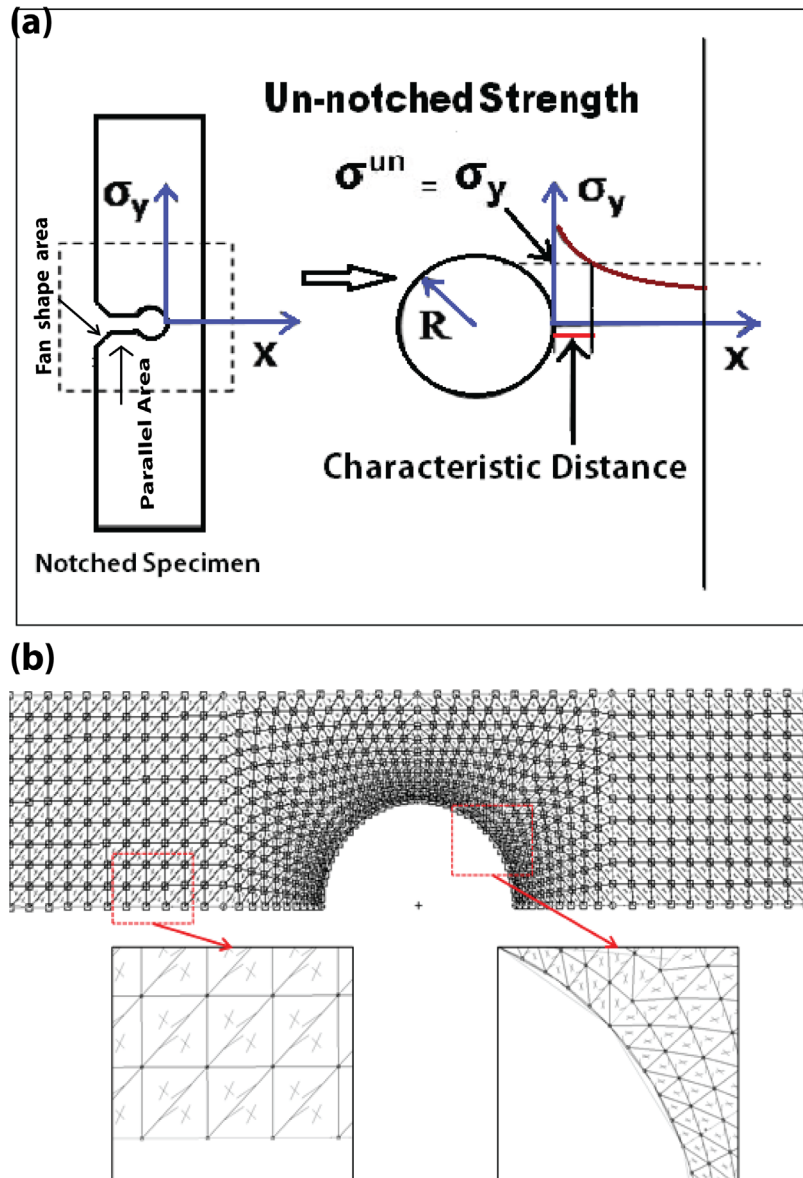 (a)
Un-notched Strength
σᵘⁿ = σy
σy
σy
Fan shape area
R
X
X
Parallel Area
Characteristic Distance
Notched Specimen
(b)